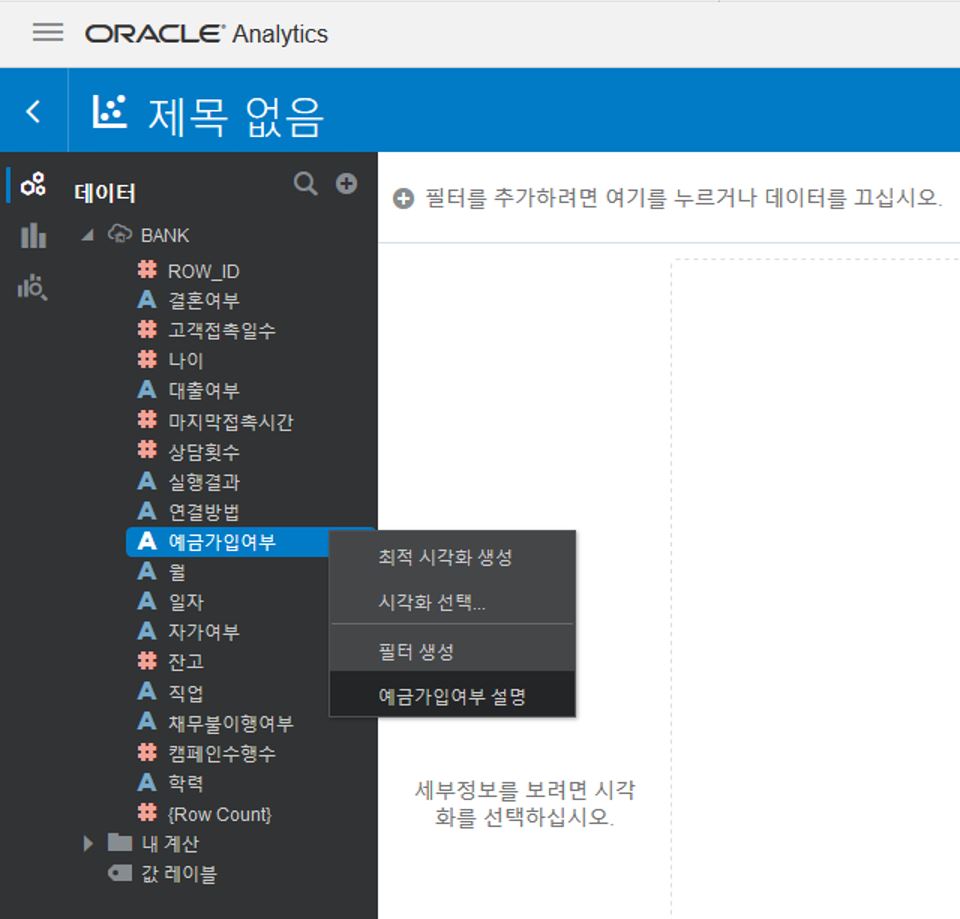 ORACLE® Analytics
제목 없음
데이터
필터를 추가하려면 여기를 누르거나 데이터를 끄십시오.
BANK
ROW_ID
결혼여부
고객접촉일수
나이
대출여부
마지막접촉시간
상담횟수
실행결과
연결방법
예금가입여부
월
일자
자가여부
잔고
직업
채무불이행여부
캠페인수행수
학력
{Row Count}
내 계산
값 레이블
최적 시각화 생성
시각화 선택...
필터 생성
예금가입여부 설명
세부정보를 보려면 시각
화를 선택하십시오.